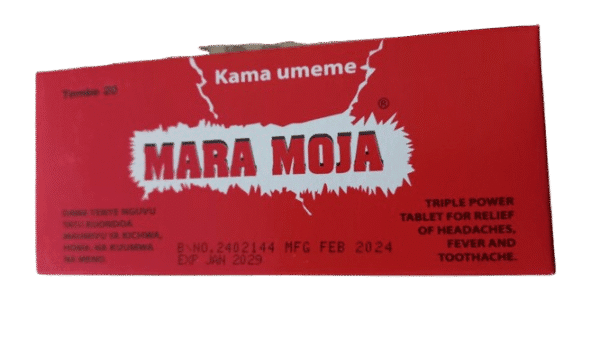 Kama umeme
Tembe 20
®
MARA MOJA
DAWA YENYE NGUVU
KUONDOA
MAUMIVU YA KICHWA,
HOMA, NA KUUMWA
NA MENO.
B\NO.2402144 MFG FEB 2024
EXP JAN 2029
TRIPLE POWER
TABLET FOR RELIEF
OF HEADACHES,
FEVER AND
TOOTHACHE.